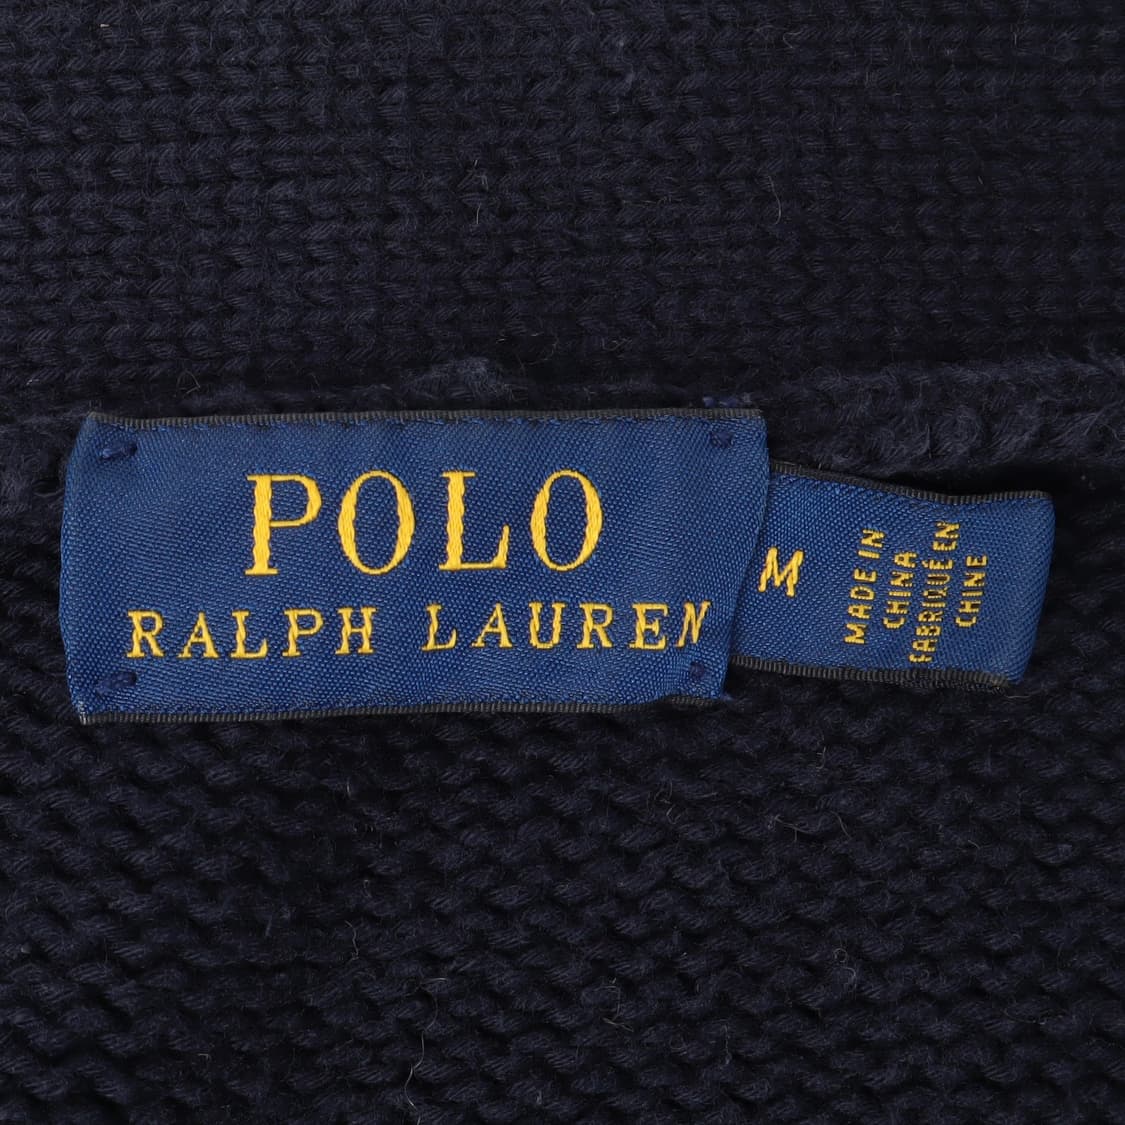 POLO
RALPH LAUREN
M
MADE IN
CHINA
FABRIQUÉ EN
CHINE